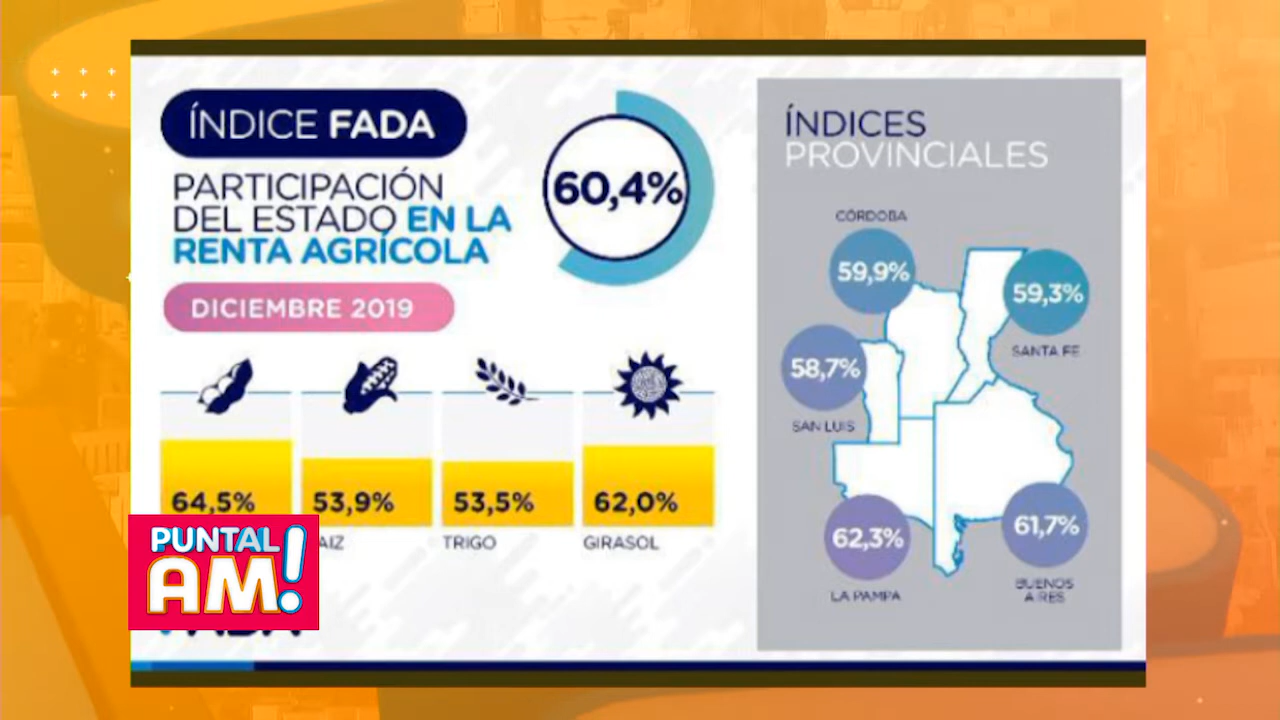 ÍNDICE FADA
PARTICIPACIÓN
DEL ESTADO EN LA
RENTA AGRÍCOLA
60,4%
DICIEMBRE 2019
64,5%
53,9%
53,5%
62,0%
AIZ
TRIGO
GIRASOL
PUNTAL
AM!
ÍNDICES
PROVINCIALES
CÓRDOBA
59,9%
59,3%
SANTA FE
58,7%
SAN LUIS
62,3%
LA PAMPA
61,7%
BUENOS
AIRES